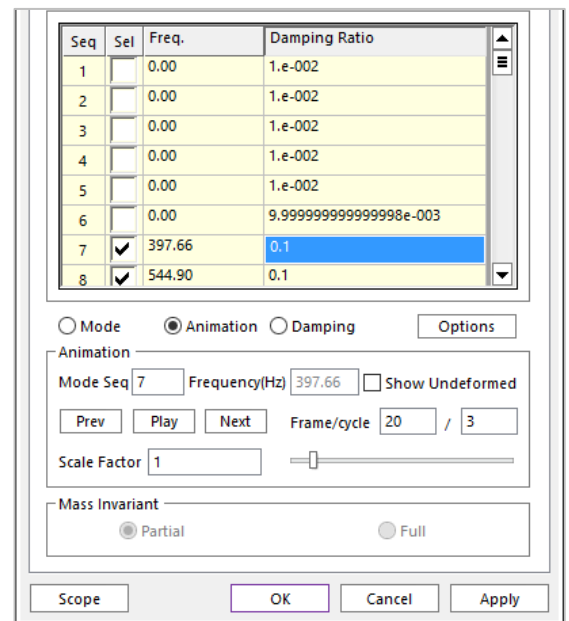 Seq Sel Freq. Damping Ratio
1 0.00 1.e-002
2 0.00 1.e-002
3 0.00 1.e-002
4 0.00 1.e-002
5 0.00 1.e-002
6 0.00 9.999999999999998e-003
7 397.66 0.1
8 544.90 0.1
Mode Animation Damping Options
Animation
Mode Seq 7 Frequency(Hz) 397.66 Show Undeformed
Prev Play Next Frame/cycle 20 / 3
Scale Factor 1
Mass Invariant
Partial Full
Scope OK Cancel Apply